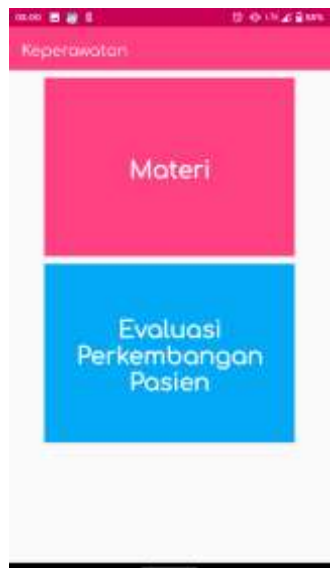 Keperawatan
Materi
Evaluasi
Perkembangan
Pasien